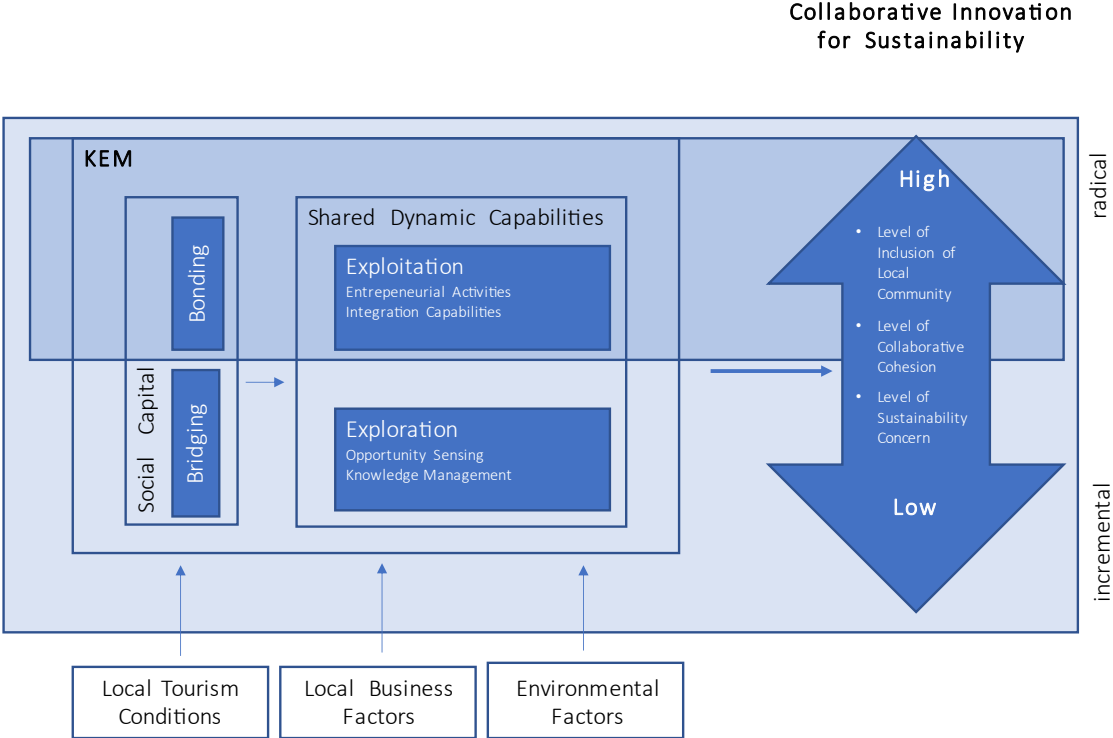 Collaborative Innovation
for Sustainability
KEM
Social Capital
Bonding
Bridging
Shared Dynamic Capabilities
Exploitation
Entrepeneurial Activities
Integration Capabilities
Exploration
Opportunity Sensing
Knowledge Management
High
• Level of
Inclusion of
Local
Community
• Level of
Collaborative
Cohesion
• Level of
Sustainability
Concern
Low
radical
incremental
Local Tourism
Conditions
Local Business
Factors
Environmental
Factors